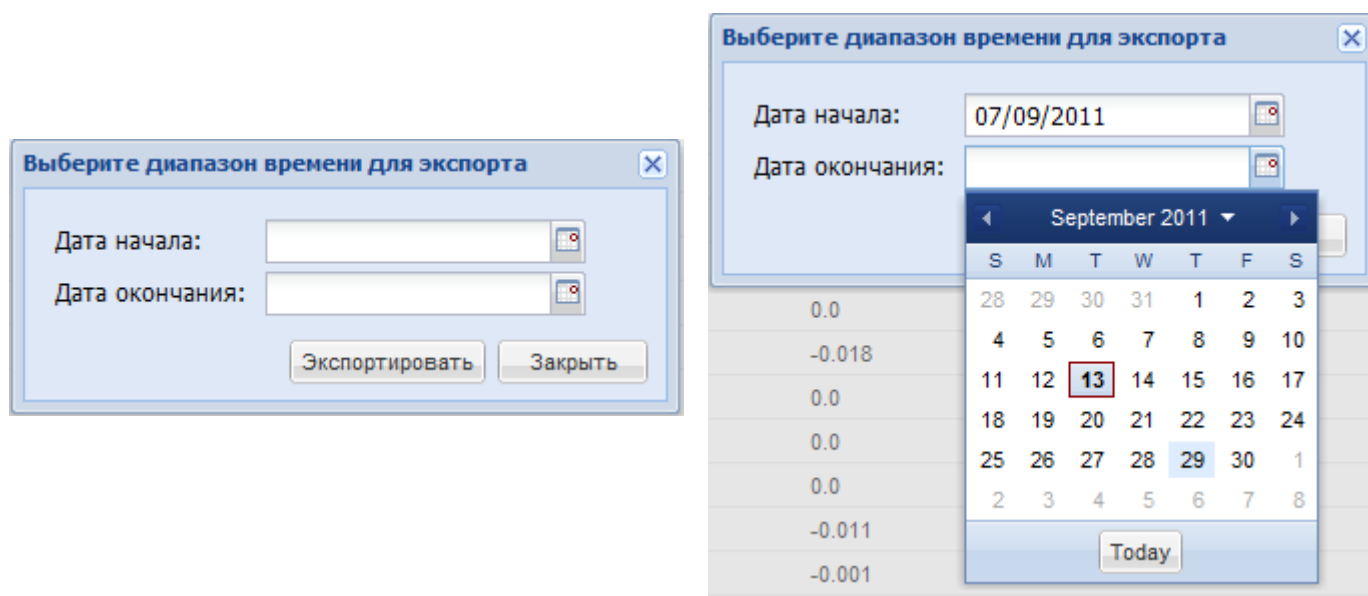 Выберите диапазон времени для экспорта
Дата начала:
Дата окончания:
Экспортировать Закрыть
Выберите диапазон времени для экспорта
Дата начала: 07/09/2011
Дата окончания:
September 2011
S M T W T F S
28 29 30 31 1 2 3
4 5 6 7 8 9 10
11 12 13 14 15 16 17
18 19 20 21 22 23 24
25 26 27 28 29 30 1
2 3 4 5 6 7 8
Today
0.0
-0.018
0.0
0.0
0.0
-0.011
-0.001